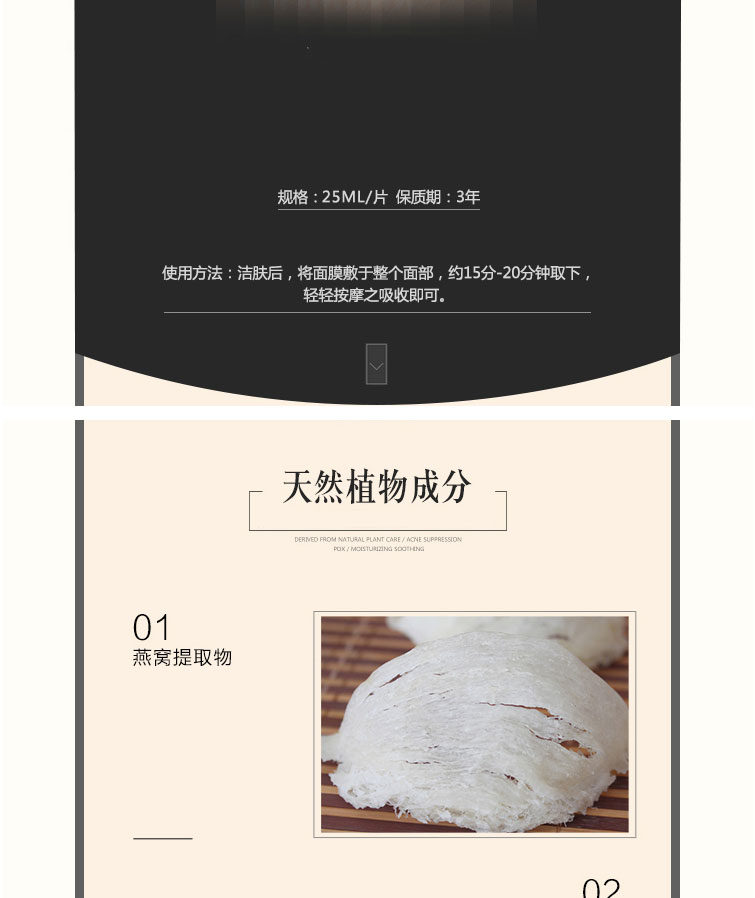 规格：25ML/片 保质期：3年
使用方法：洁肤后，将面膜敷于整个面部，约15分-20分钟取下，
轻轻按摩之吸收即可。
天然植物成分
DERIVED FROM NATURAL PLANT CARE / ACNE SUPPRESSION
POX / MOISTURIZING SOOTHING
01
燕窝提取物
02